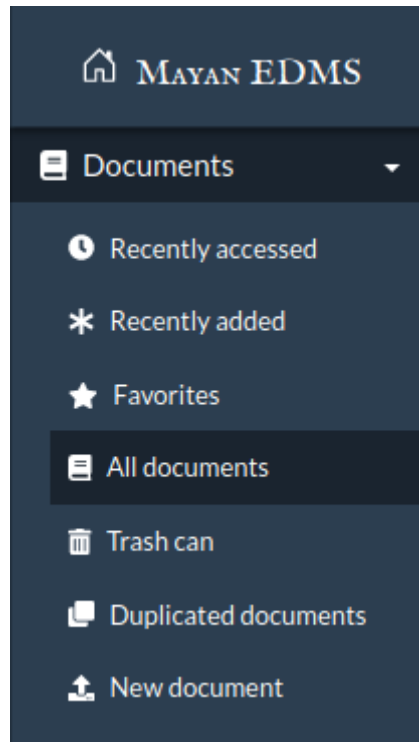 Mayan EDMS
Documents
Recently accessed
Recently added
Favorites
All documents
Trash can
Duplicated documents
New document